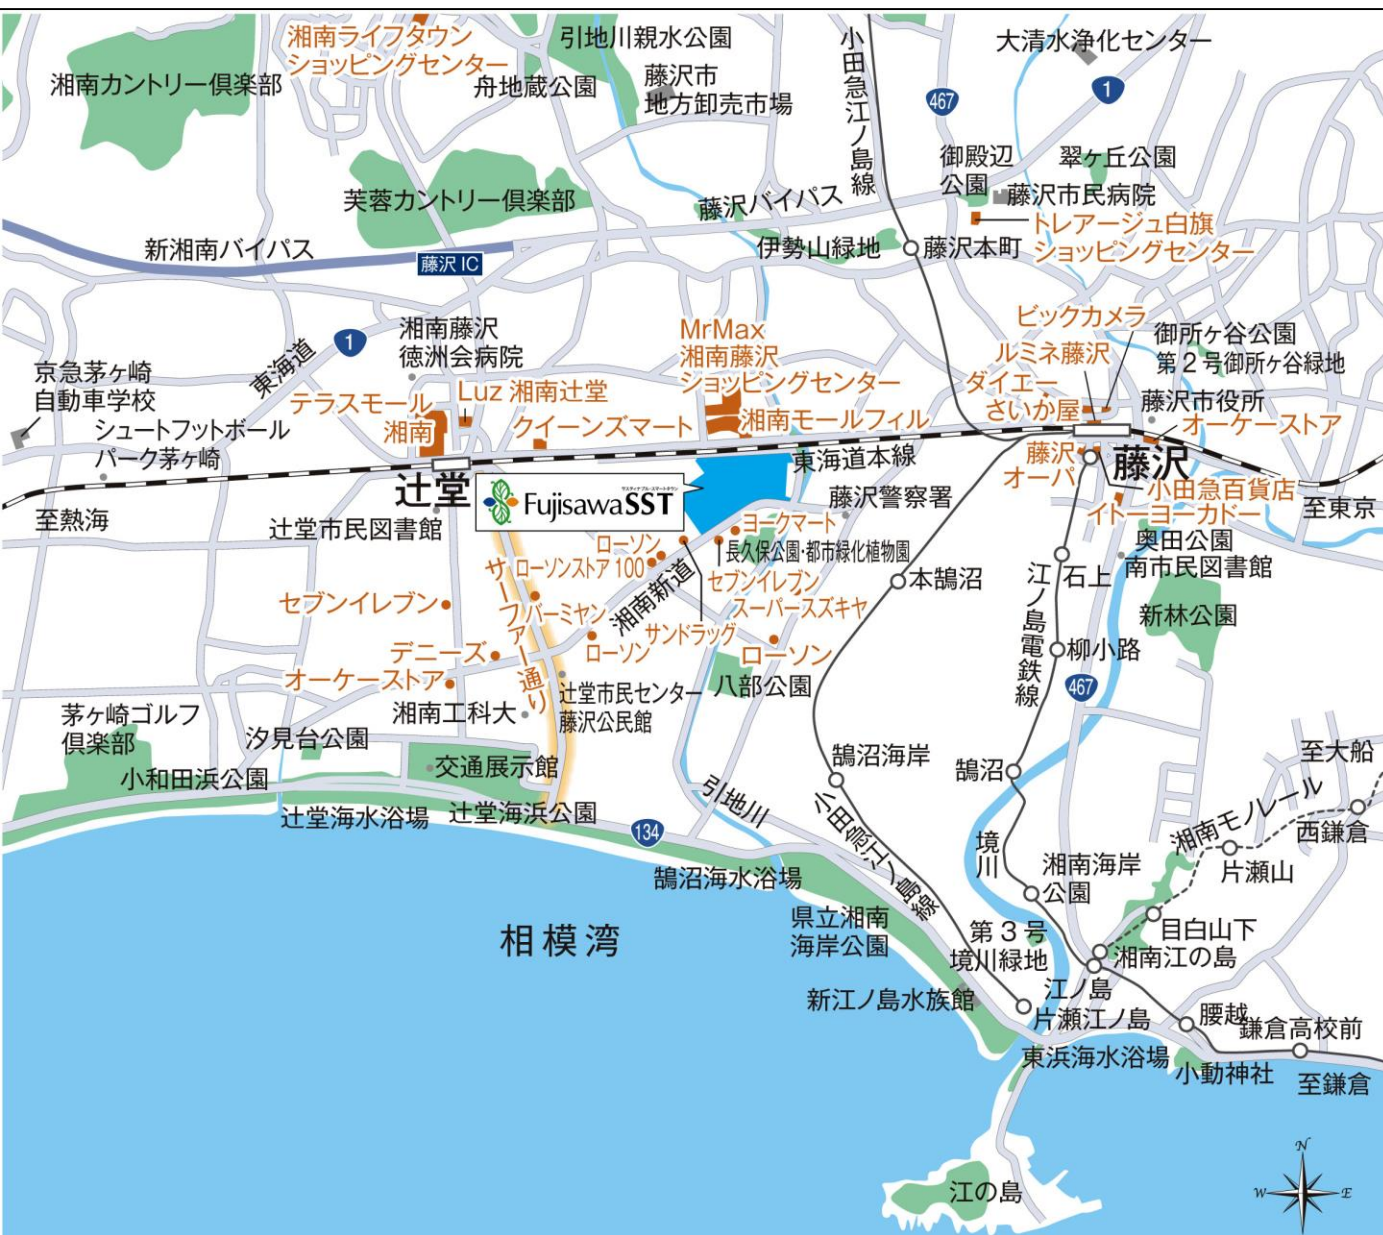 湘南ライフタウン
ショッピングセンター
湘南カントリー倶楽部
引地川親水公園
舟地蔵公園
藤沢市
地方卸売市場
小田急江ノ島線
大清水浄化センター
467
1
御殿辺
公園
翠ヶ丘公園
藤沢市民病院
トレアージュ白旗
ショッピングセンター
芙蓉カントリー倶楽部
藤沢バイパス
新湘南バイパス
藤沢 IC
伊勢山緑地
藤沢本町
1
東海道
湘南藤沢
徳洲会病院
MrMax
湘南藤沢
ショッピングセンター
ビックカメラ
ルミネ藤沢
ダイエー
さいか屋
御所ヶ谷公園
第2号御所ヶ谷緑地
京急茅ヶ崎
自動車学校
シュートフットボール
パーク茅ヶ崎
テラスモール
湘南
Luz 湘南辻堂
クイーンズマート
湘南モールフィル
藤沢市役所
オーケーストア
東海道本線
藤沢
オーパ
藤沢
小田急百貨店
イトーヨーカドー
至東京
至熱海
辻堂
辻堂市民図書館
サスティナブル・スマートタウン
FujisawaSST
藤沢警察署
ヨークマート
長久保公園・都市緑化植物園
ローソン
ローソンストア100
セブンイレブン
スーパースズキヤ
本鵠沼
石上
奥田公園
南市民図書館
新林公園
江ノ島電鉄線
セブンイレブン
サーファー通り
バーミヤン
湘南新道
サンドラッグ
ローソン
ローソン
デニーズ
オーケーストア
八部公園
柳小路
467
湘南工科大
辻堂市民センター
藤沢公民館
茅ヶ崎ゴルフ
倶楽部
汐見台公園
小和田浜公園
交通展示館
辻堂海水浴場
辻堂海浜公園
134
引地川
鵠沼海岸
鵠沼
小田急江ノ島線
境川
至大船
湘南モノレール
西鎌倉
片瀬山
湘南海岸
公園
鵠沼海水浴場
県立湘南
海岸公園
第3号
境川緑地
目白山下
湘南江の島
江ノ島
相模湾
新江ノ島水族館
片瀬江ノ島
腰越
鎌倉高校前
東浜海水浴場
小動神社
至鎌倉
江の島
N
W
E